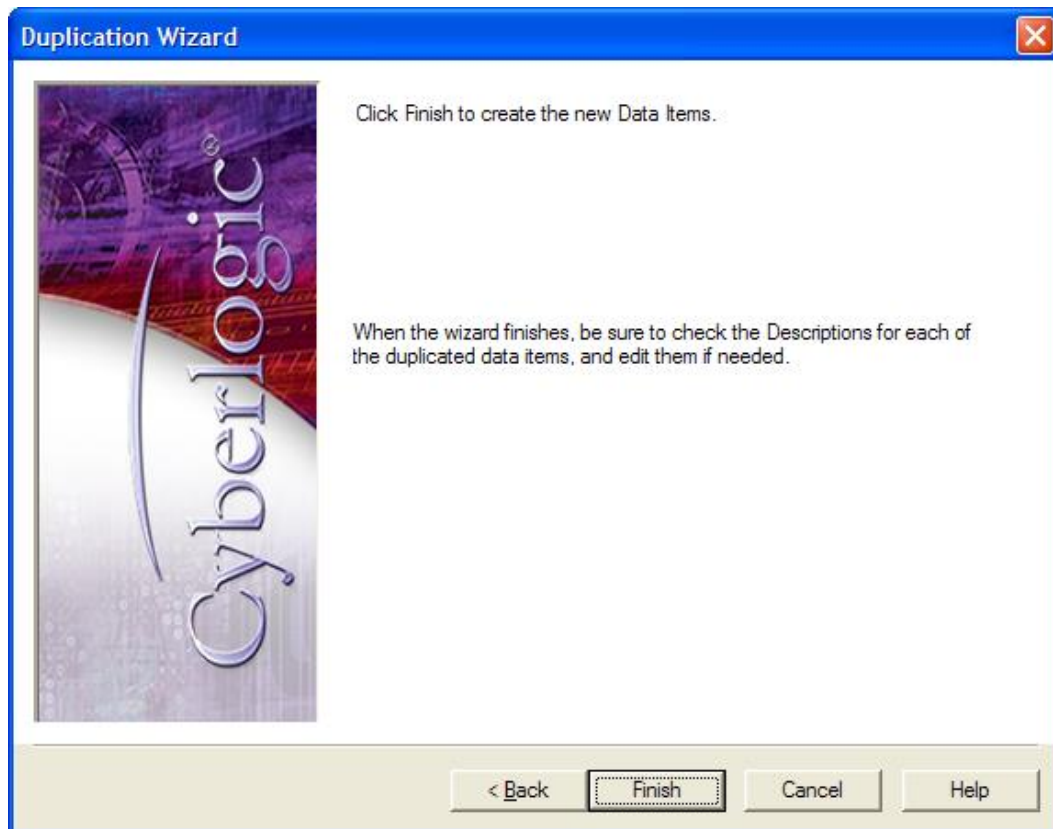 Duplication Wizard
Cyberlogic®
Click Finish to create the new Data Items.
When the wizard finishes, be sure to check the Descriptions for each of
the duplicated data items, and edit them if needed.
< Back
Finish
Cancel
Help